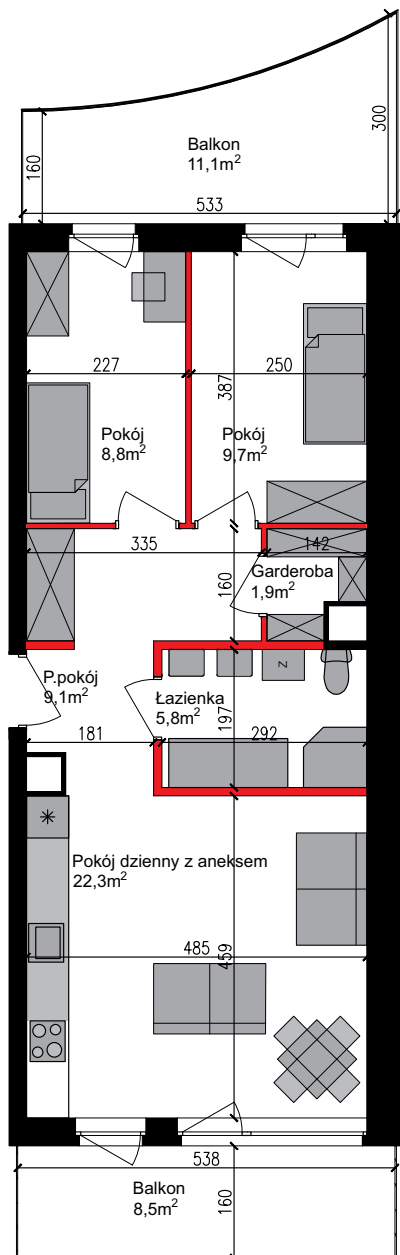 300
160
Balkon
11,1m²
533
227
250
387
Pokój
8,8m²
Pokój
9,7m²
335
142
160
Garderoba
1,9m²
P.pokój
9,1m²
Łazienka
5,8m²
Z
197
181
292
Pokój dzienny z aneksem
22,3m²
485
459
538
Balkon
8,5m²
160